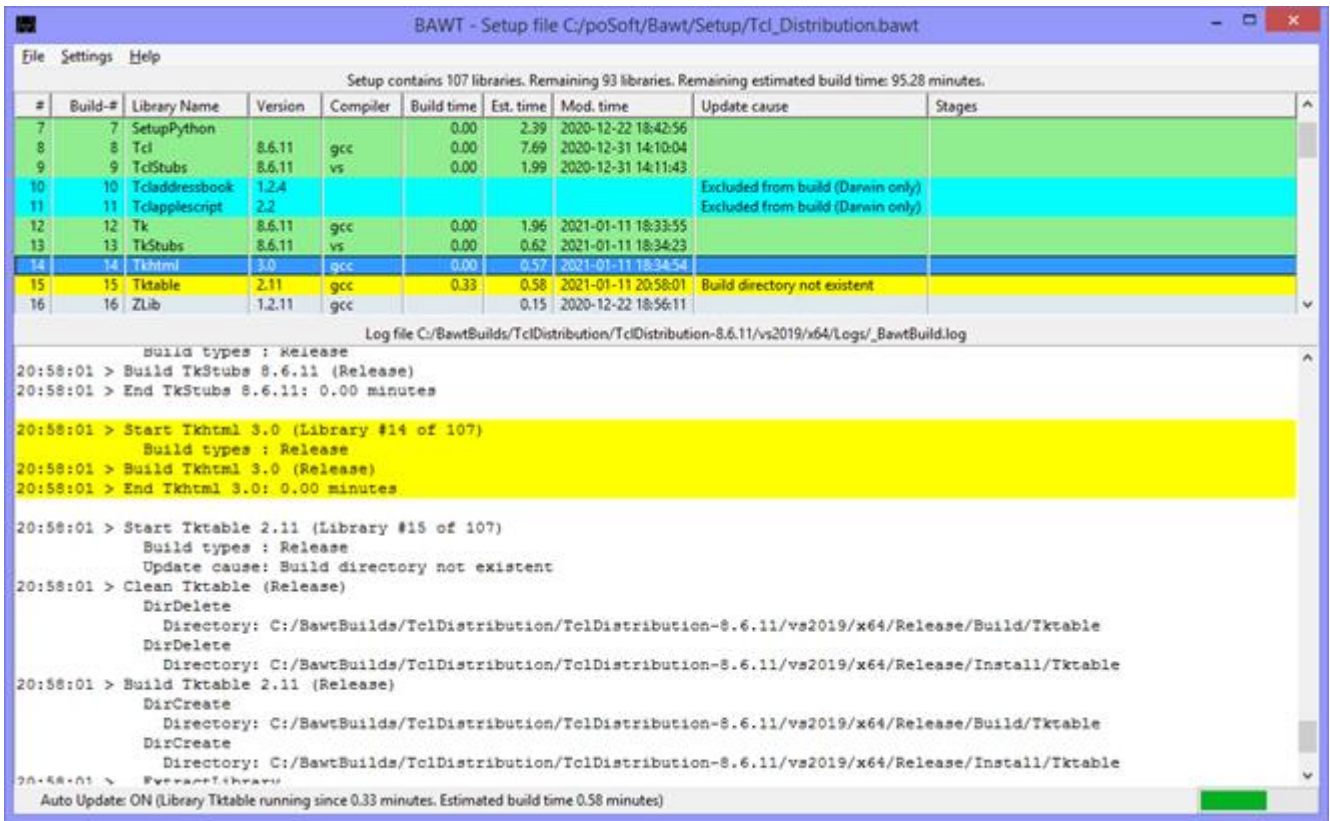 BAWT - Setup file C:/poSoft/Bawt/Setup/Tcl_Distribution.bawt
File Settings Help
Setup contains 107 libraries. Remaining 93 libraries. Remaining estimated build time: 95.28 minutes.
# Build-# Library Name Version Compiler Build time Est. time Mod. time Update cause Stages
7 7 SetupPython 0.00 2.39 2020-12-22 18:42:56
8 8 Tcl 8.6.11 gcc 0.00 7.69 2020-12-31 14:10:04
9 9 TclStubs 8.6.11 vs 0.00 1.99 2020-12-31 14:11:43
10 10 Tcladdressbook 1.2.4 Excluded from build (Darwin only)
11 11 Tclapplescript 2.2 Excluded from build (Darwin only)
12 12 Tk 8.6.11 gcc 0.00 1.96 2021-01-11 18:33:55
13 13 TkStubs 8.6.11 vs 0.00 0.62 2021-01-11 18:34:23
14 14 Tkhtml 3.0 gcc 0.00 0.57 2021-01-11 18:34:54
15 15 Tktable 2.11 gcc 0.33 0.58 2021-01-11 20:58:01 Build directory not existent
16 16 ZLib 1.2.11 gcc 0.15 2020-12-22 18:56:11
Log file C:/BawtBuilds/TclDistribution/TclDistribution-8.6.11/vs2019/x64/Logs/_BawtBuild.log
Build types : Release
20:58:01 > Build TkStubs 8.6.11 (Release)
20:58:01 > End TkStubs 8.6.11: 0.00 minutes
20:58:01 > Start Tkhtml 3.0 (Library #14 of 107)
Build types : Release
20:58:01 > Build Tkhtml 3.0 (Release)
20:58:01 > End Tkhtml 3.0: 0.00 minutes
20:58:01 > Start Tktable 2.11 (Library #15 of 107)
Build types : Release
Update cause: Build directory not existent
20:58:01 > Clean Tktable (Release)
DirDelete
Directory: C:/BawtBuilds/TclDistribution/TclDistribution-8.6.11/vs2019/x64/Release/Build/Tktable
DirDelete
Directory: C:/BawtBuilds/TclDistribution/TclDistribution-8.6.11/vs2019/x64/Release/Install/Tktable
20:58:01 > Build Tktable 2.11 (Release)
DirCreate
Directory: C:/BawtBuilds/TclDistribution/TclDistribution-8.6.11/vs2019/x64/Release/Build/Tktable
DirCreate
Directory: C:/BawtBuilds/TclDistribution/TclDistribution-8.6.11/vs2019/x64/Release/Install/Tktable
20:58:01 > ExtractLibrary
Auto Update: ON (Library Tktable running since 0.33 minutes. Estimated build time 0.58 minutes)